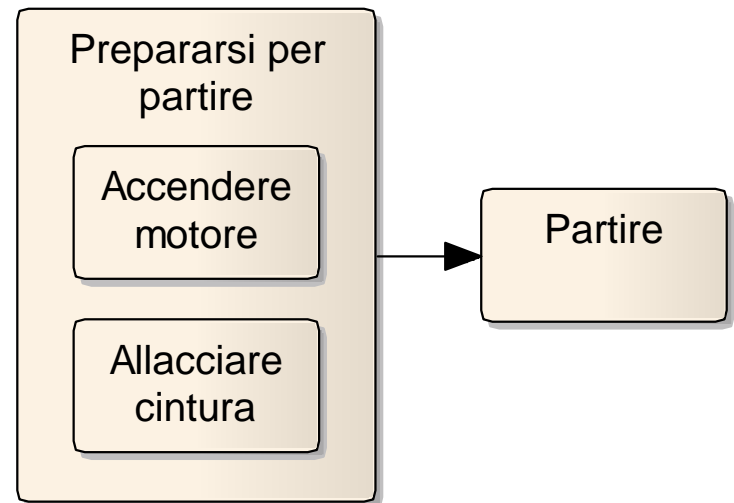 Prepararsi per
partire
Accendere
motore
Allacciare
cintura
Partire